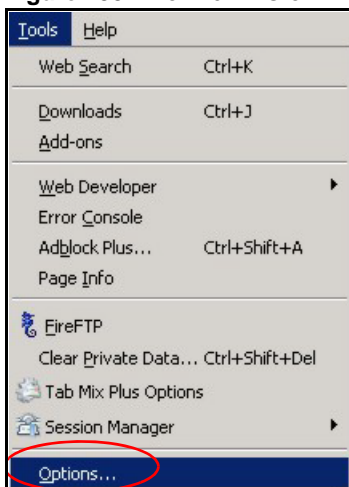 Tools Help
Web Search Ctrl+K
Downloads Ctrl+J
Add-ons
Web Developer
Error Console
Adblock Plus... Ctrl+Shift+A
Page Info
FireFTP
Clear Private Data... Ctrl+Shift+Del
Tab Mix Plus Options
Session Manager
Options...